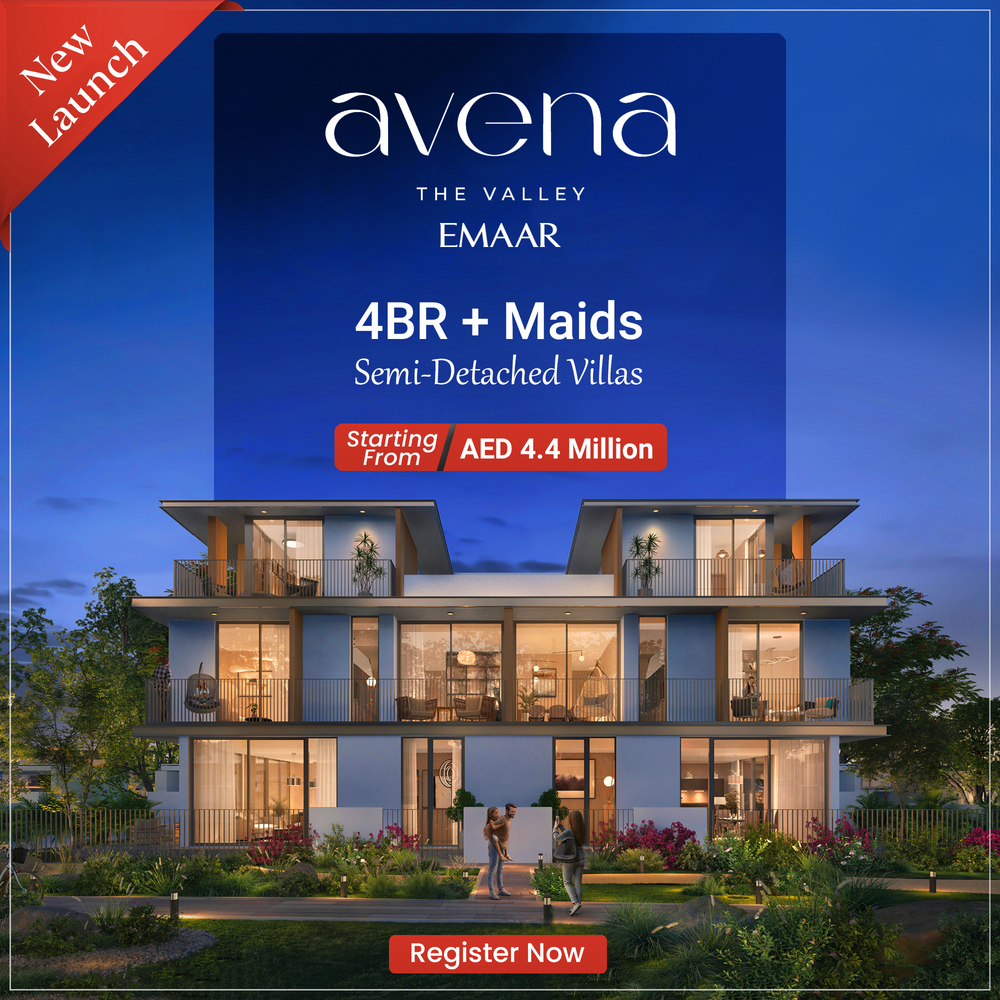 New
Launch
avena
THE VALLEY
EMAAR
4BR + Maids
Semi-Detached Villas
Starting
From
AED 4.4 Million
Register Now